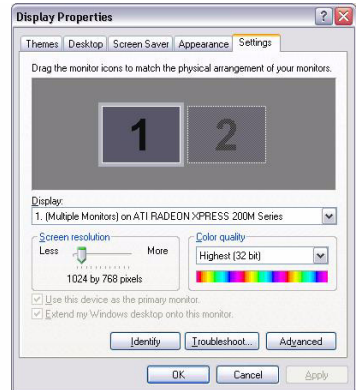 Display Properties
Themes Desktop Screen Saver Appearance Settings
Drag the monitor icons to match the physical arrangement of your monitors.
1 2
Display:
1. (Multiple Monitors) on ATI RADEON XPRESS 200M Series
Screen resolution
Less More
1024 by 768 pixels
Color quality
Highest (32 bit)
Use this device as the primary monitor.
Extend my Windows desktop onto this monitor.
Identify Troubleshoot... Advanced
OK Cancel Apply